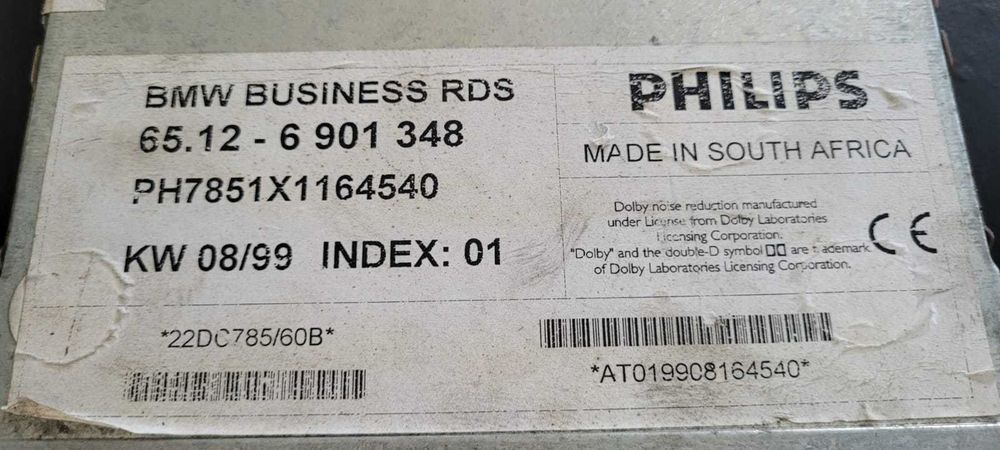 BMW BUSINESS RDS
65.12 - 6 901 348
PH7851X1164540
KW 08/99 INDEX: 01
*22DC785/60B*
PHILIPS
MADE IN SOUTH AFRICA
Dolby noise reduction manufactured
under License from Dolby Laboratories
Licensing Corporation.
"Dolby" and the double-D symbol are trademark
of Dolby Laboratories Licensing Corporation.
CE
*AT019908164540*